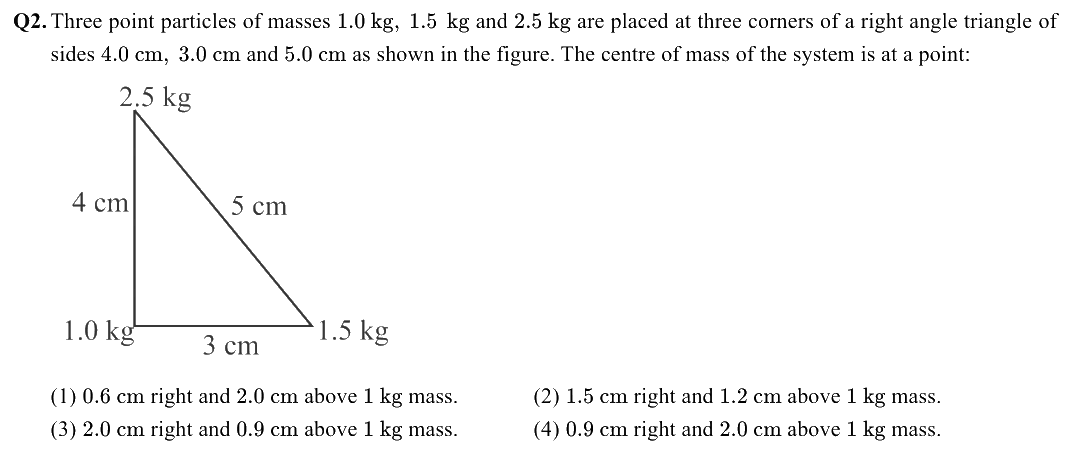 Q2. Three point particles of masses 1.0 kg, 1.5 kg and 2.5 kg are placed at three corners of a right angle triangle of
sides 4.0 cm, 3.0 cm and 5.0 cm as shown in the figure. The centre of mass of the system is at a point:
2.5 kg
4 cm
5 cm
1.0 kg
1.5 kg
3 cm
(1) 0.6 cm right and 2.0 cm above 1 kg mass.
(2) 1.5 cm right and 1.2 cm above 1 kg mass.
(3) 2.0 cm right and 0.9 cm above 1 kg mass.
(4) 0.9 cm right and 2.0 cm above 1 kg mass.